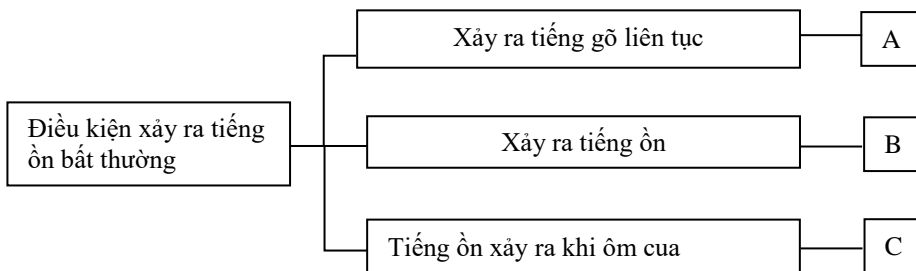 Xảy ra tiếng gõ liên tục
A
Điều kiện xảy ra tiếng
ồn bất thường
Xảy ra tiếng ồn
B
Tiếng ồn xảy ra khi ôm cua
C